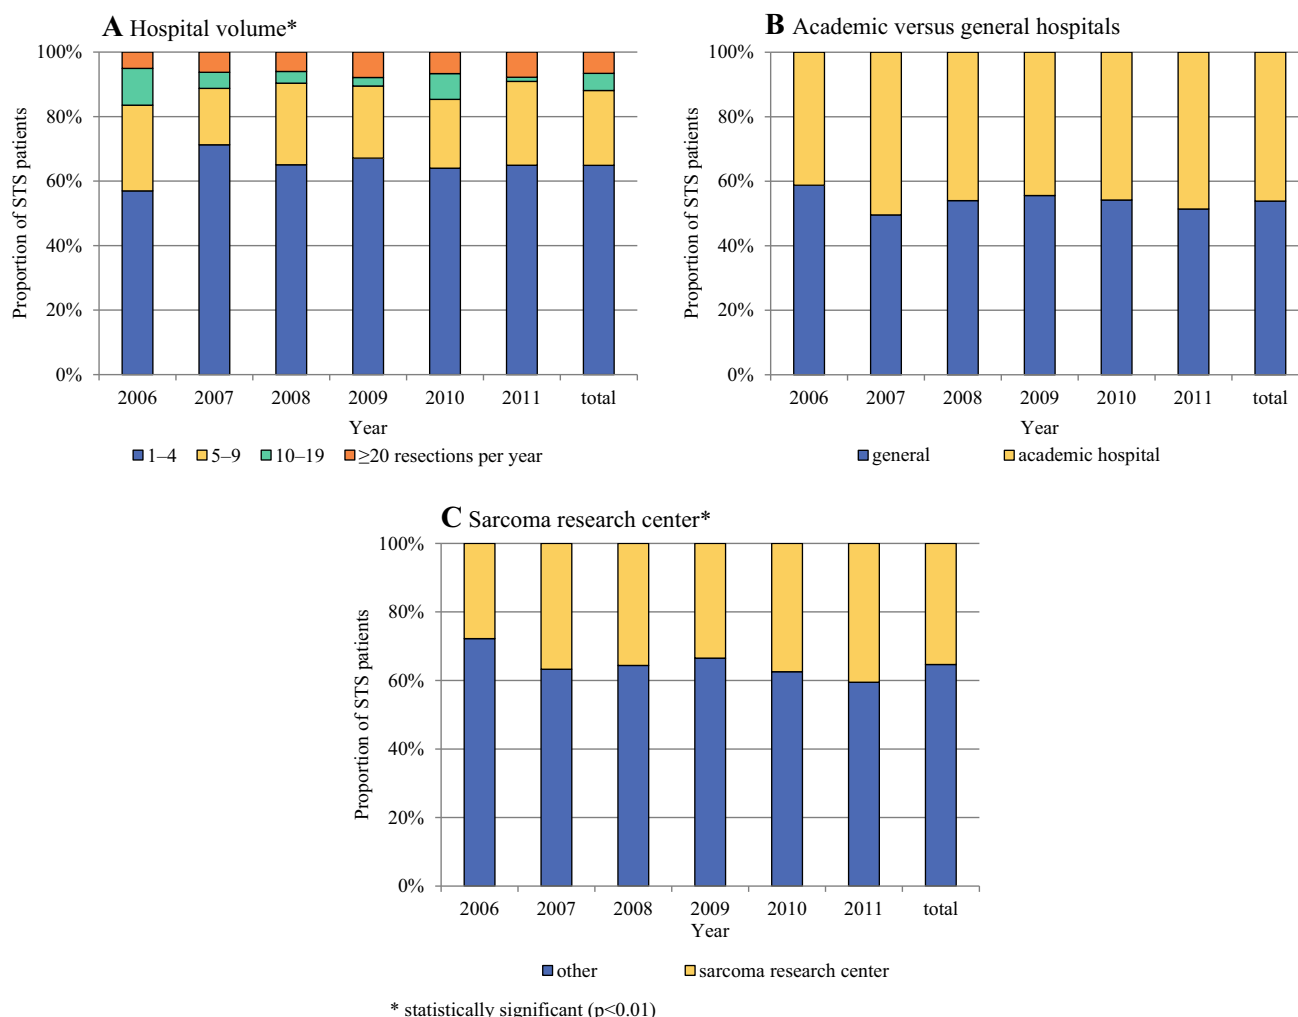 A Hospital volume*
100%
80%
60%
40%
20%
0%
Proportion of STS patients
2006 2007 2008 2009 2010 2011 total
Year
1–4 5–9 10–19 ≥20 resections per year
B Academic versus general hospitals
100%
80%
60%
40%
20%
0%
Proportion of STS patients
2006 2007 2008 2009 2010 2011 total
Year
general academic hospital
C Sarcoma research center*
100%
80%
60%
40%
20%
0%
Proportion of STS patients
2006 2007 2008 2009 2010 2011 total
Year
other sarcoma research center
* statistically significant (p<0.01)